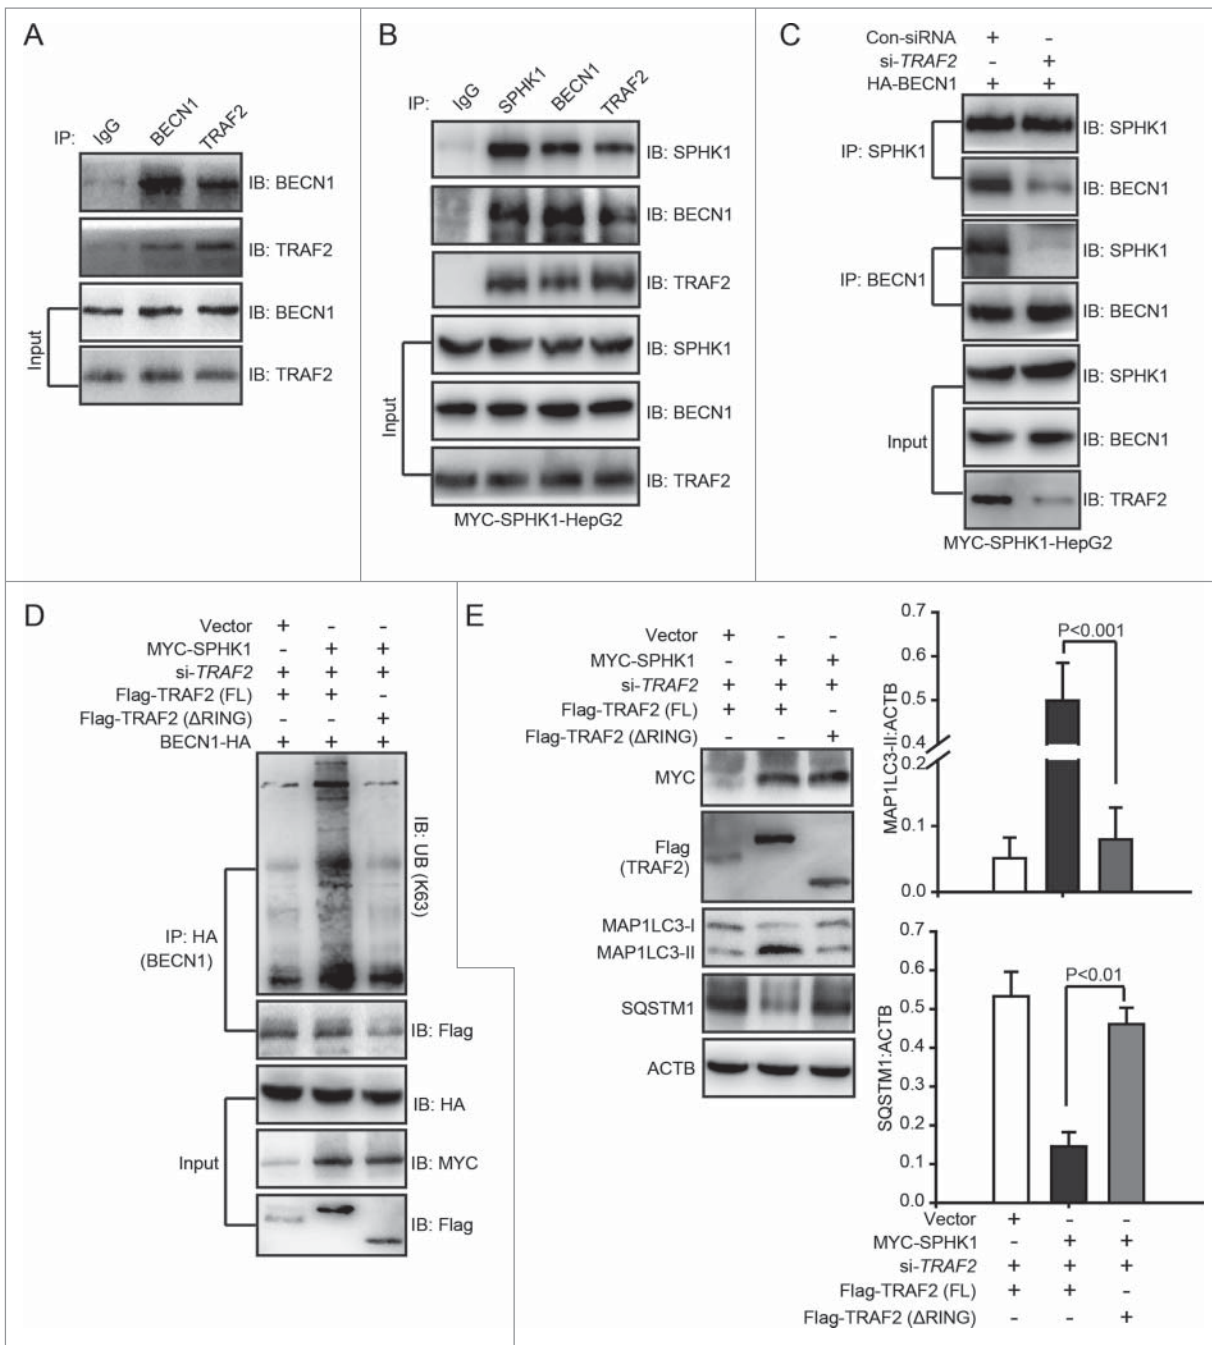 A
IP: IgG BECN1 TRAF2
IB: BECN1
IB: TRAF2
IB: BECN1
IB: TRAF2
Input
B
IP: IgG SPHK1 BECN1 TRAF2
IB: SPHK1
IB: BECN1
IB: TRAF2
IB: SPHK1
IB: BECN1
IB: TRAF2
Input
MYC-SPHK1-HepG2
C
Con-siRNA + -
si-TRAF2 - +
HA-BECN1 + +
IP: SPHK1
IB: SPHK1
IB: BECN1
IP: BECN1
IB: SPHK1
IB: BECN1
Input
IB: SPHK1
IB: BECN1
IB: TRAF2
MYC-SPHK1-HepG2
D
Vector + - -
MYC-SPHK1 - + +
si-TRAF2 + + +
Flag-TRAF2 (FL) + + -
Flag-TRAF2 (ΔRING) - - +
BECN1-HA + + +
IP: HA
(BECN1)
IB: UB (K63)
IB: Flag
Input
IB: HA
IB: MYC
IB: Flag
E
Vector + - -
MYC-SPHK1 - + +
si-TRAF2 + + +
Flag-TRAF2 (FL) + + -
Flag-TRAF2 (ΔRING) - - +
MYC
Flag
(TRAF2)
MAP1LC3-I
MAP1LC3-II
SQSTM1
ACTB
MAP1LC3-II:ACTB
0.7
0.6
0.5
0.4
0.2
0.1
0.0
P<0.001
SQSTM1:ACTB
0.7
0.6
0.5
0.4
0.3
0.2
0.1
0.0
P<0.01
Vector + - -
MYC-SPHK1 - + +
si-TRAF2 + + +
Flag-TRAF2 (FL) + + -
Flag-TRAF2 (ΔRING) - - +